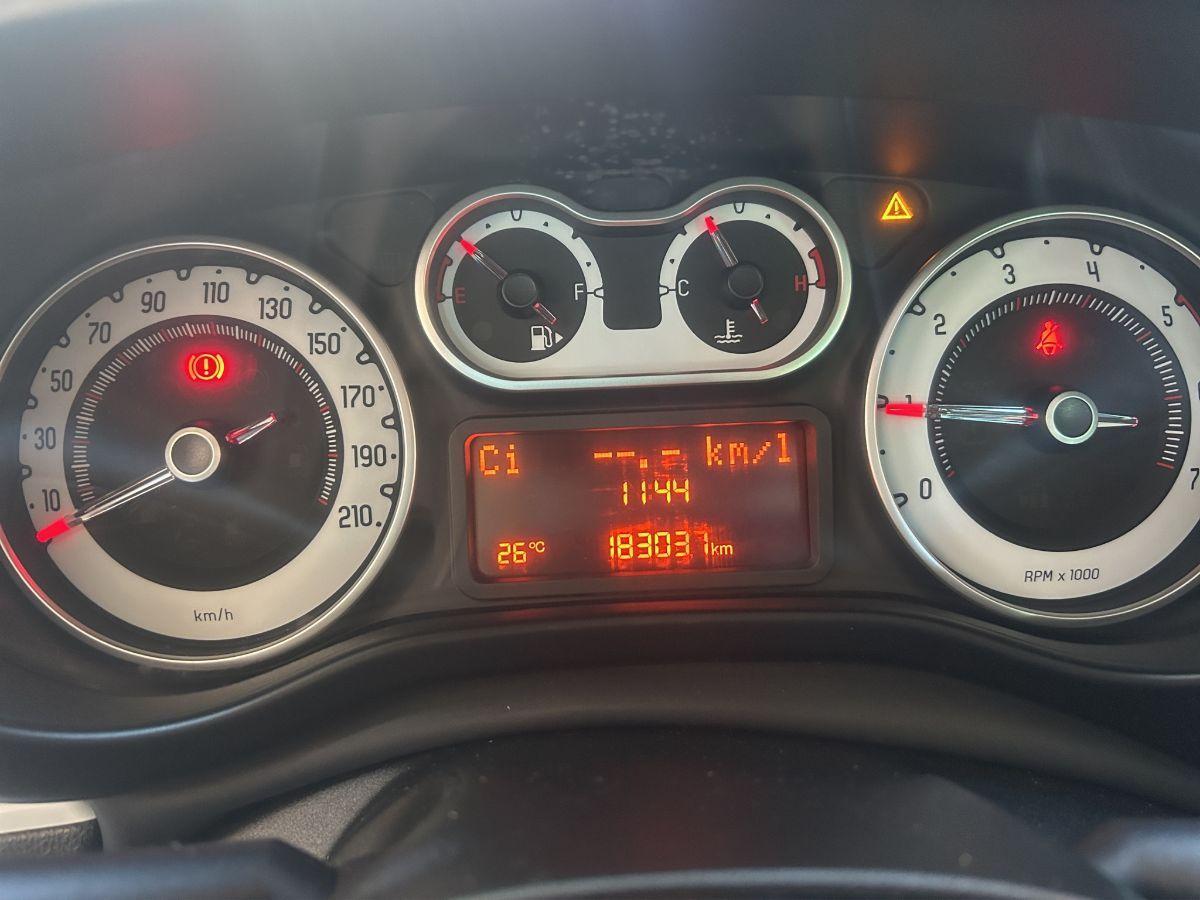 10 30 50 70 90 110 130 150 170 190 210
km/h
E F
C H
Ci --.- km/l
11:44
26°C 183037km
0 1 2 3 4 5 7
RPM x 1000